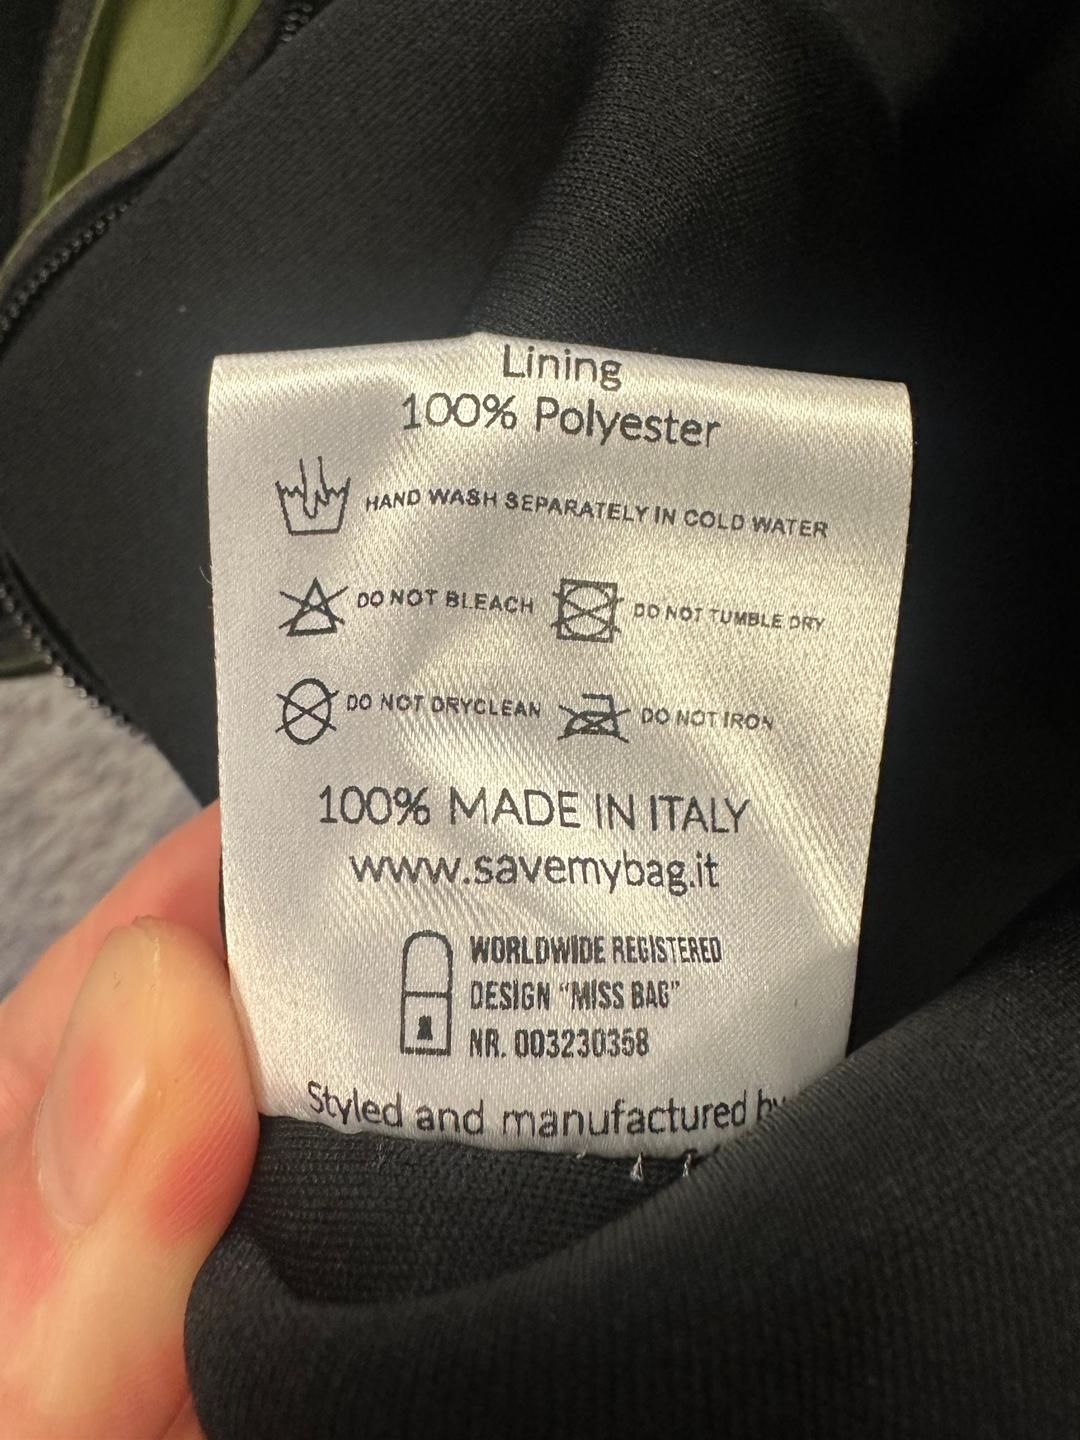 Lining
100% Polyester
HAND WASH SEPARATELY IN COLD WATER
DO NOT BLEACH DO NOT TUMBLE DRY
DO NOT DRYCLEAN DO NOT IRON
100% MADE IN ITALY
www.savemybag.it
WORLDWIDE REGISTERED
DESIGN “MISS BAG”
NR. 003230358
Styled and manufactured by